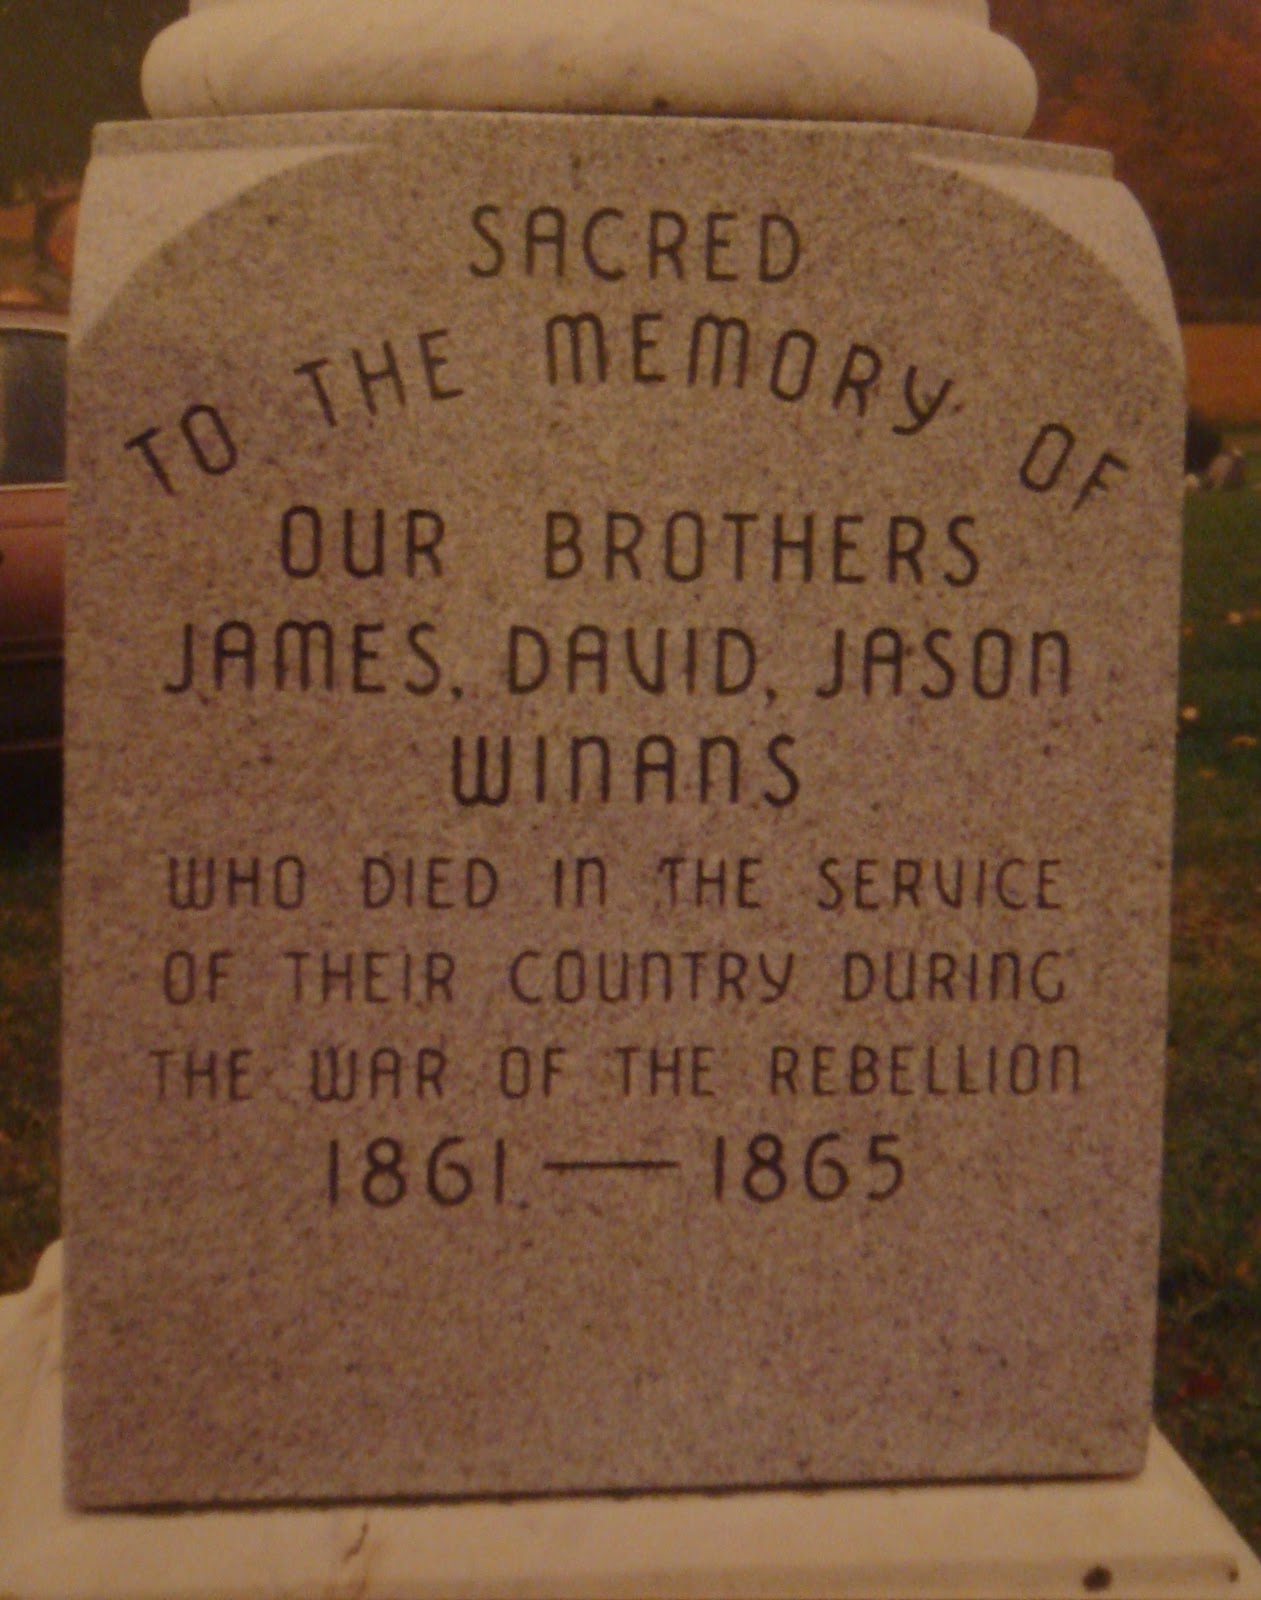 SACRED
TO THE MEMORY OF
OUR BROTHERS
JAMES, DAVID, JASON
WINANS
WHO DIED IN THE SERVICE
OF THEIR COUNTRY DURING
THE WAR OF THE REBELLION
1861 — 1865